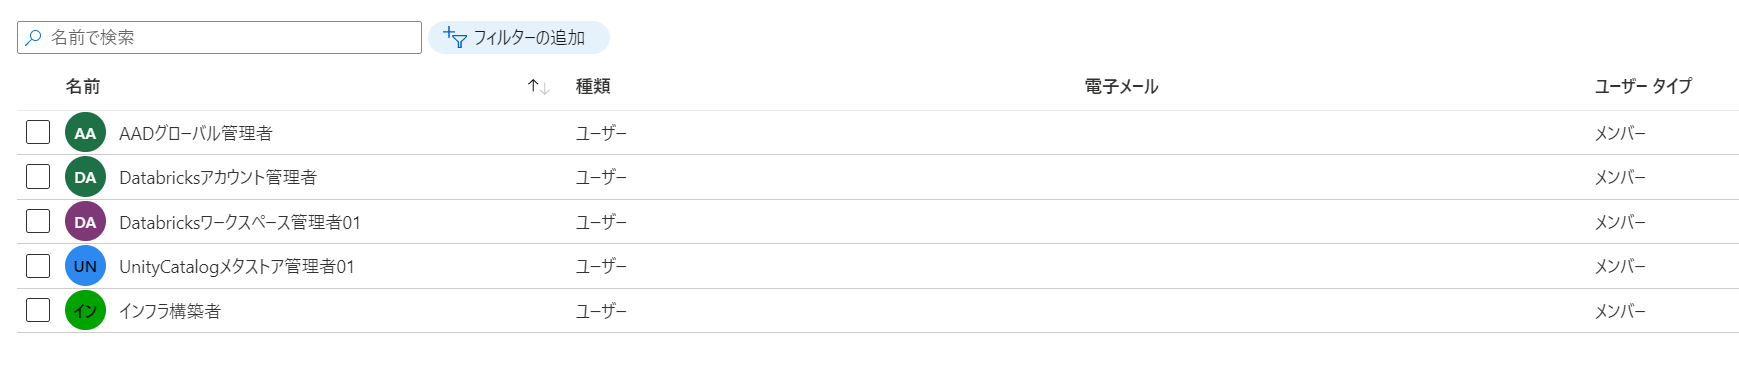 名前で検索 フィルターの追加
名前 種類 電子メール ユーザー タイプ
AA AADグローバル管理者 ユーザー メンバー
DA Databricksアカウント管理者 ユーザー メンバー
DA Databricksワークスペース管理者01 ユーザー メンバー
UN UnityCatalogメタストア管理者01 ユーザー メンバー
イン インフラ構築者 ユーザー メンバー